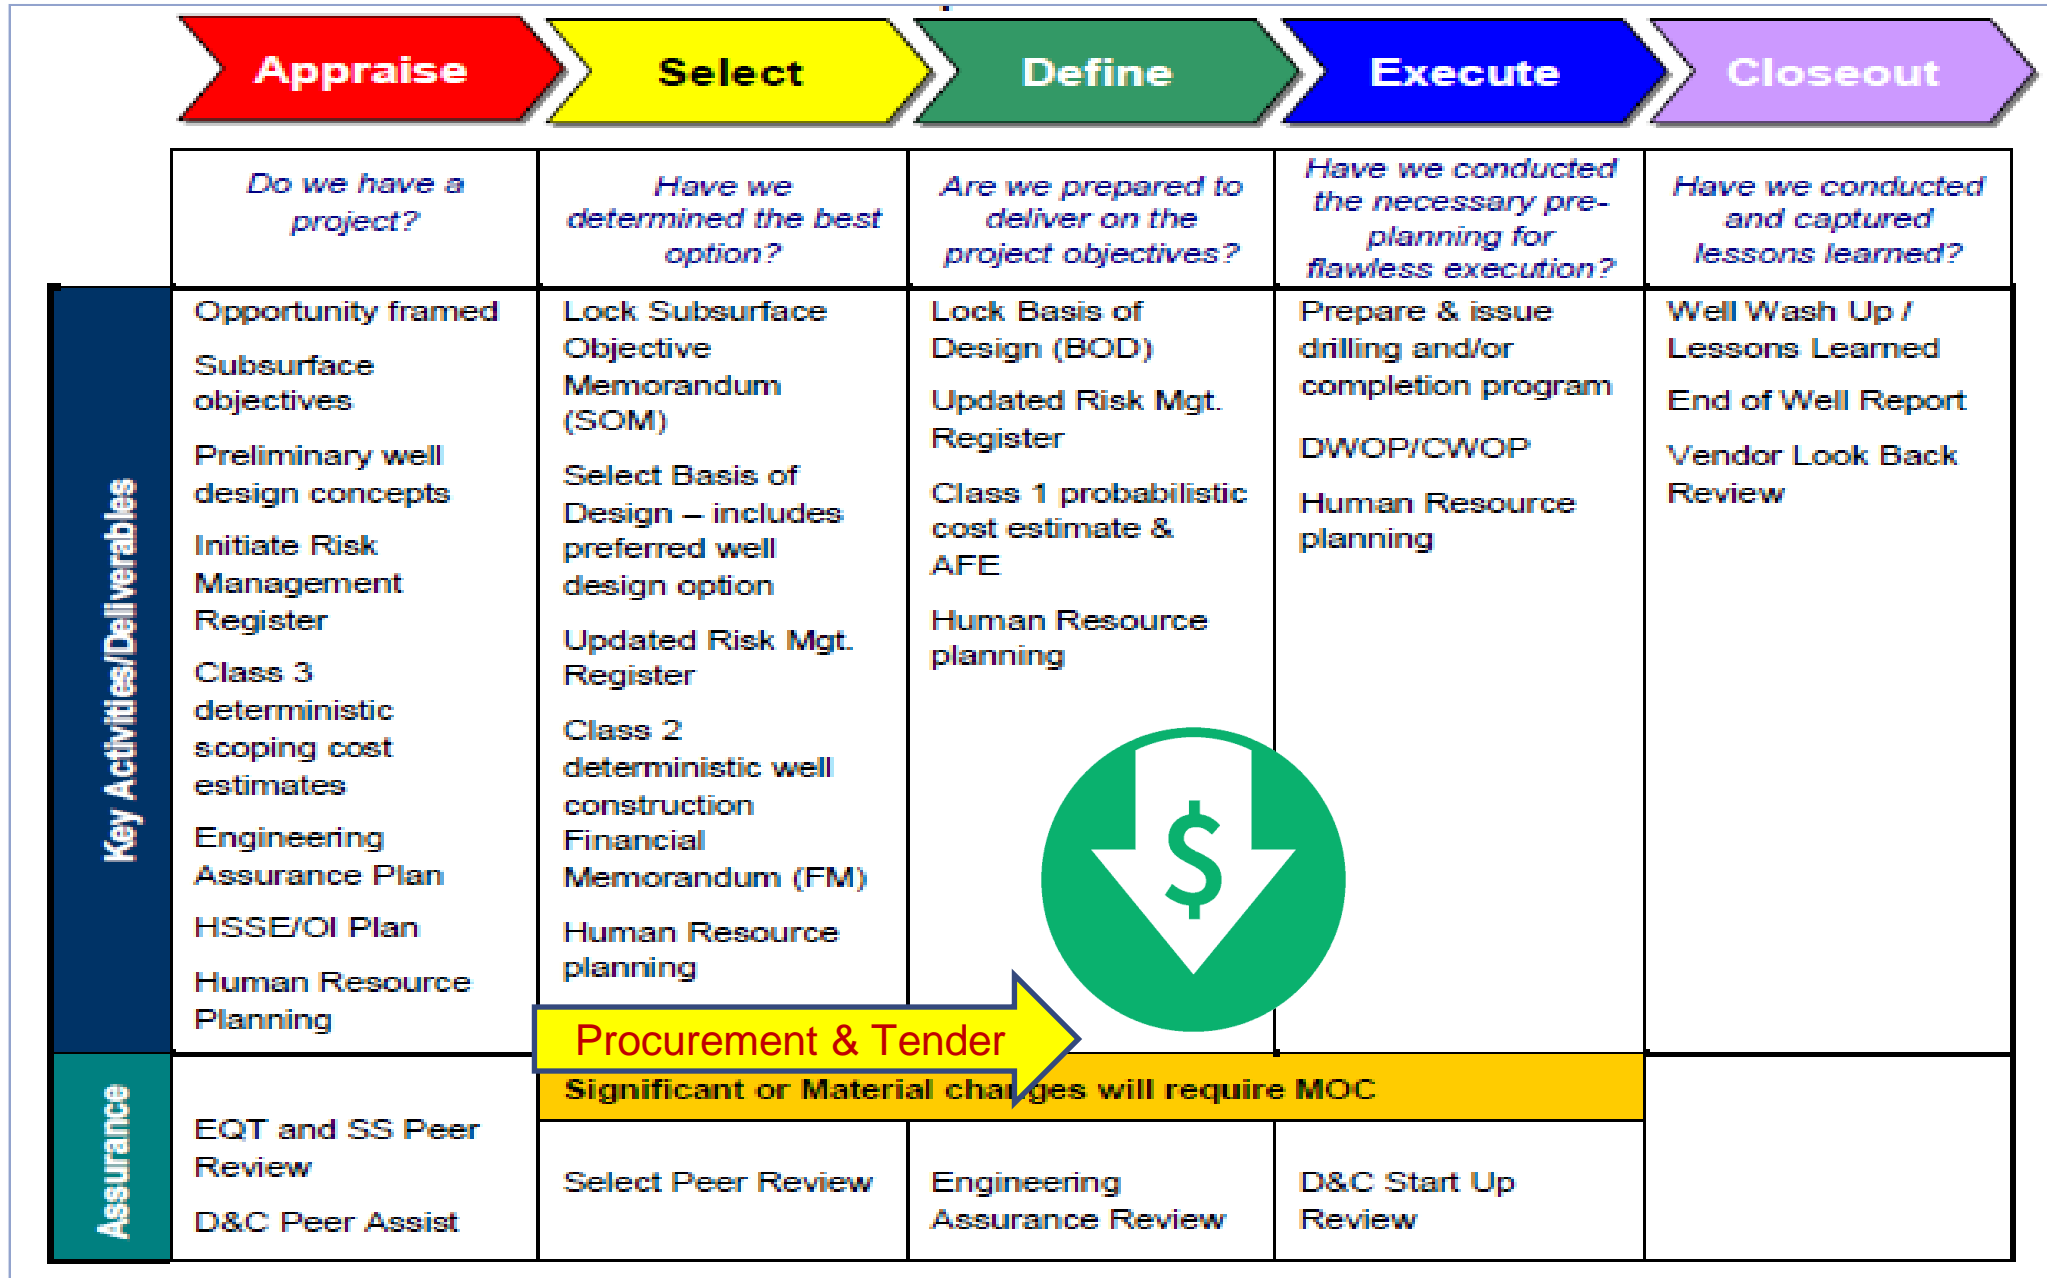 Appraise
Select
Define
Execute
Closeout
Do we have a
project?
Have we
determined the best
option?
Are we prepared to
deliver on the
project objectives?
Have we conducted
the necessary pre-
planning for
flawless execution?
Have we conducted
and captured
lessons learned?
Key Activities/Deliverables
Opportunity framed
Subsurface
objectives
Preliminary well
design concepts
Initiate Risk
Management
Register
Class 3
deterministic
scoping cost
estimates
Engineering
Assurance Plan
HSSE/OI Plan
Human Resource
Planning
Lock Subsurface
Objective
Memorandum
(SOM)
Select Basis of
Design – includes
preferred well
design option
Updated Risk Mgt.
Register
Class 2
deterministic well
construction
Financial
Memorandum (FM)
Human Resource
planning
Lock Basis of
Design (BOD)
Updated Risk Mgt.
Register
Class 1 probabilistic
cost estimate &
AFE
Human Resource
planning
$
Prepare & issue
drilling and/or
completion program
DWOP/CWOP
Human Resource
planning
Well Wash Up /
Lessons Learned
End of Well Report
Vendor Look Back
Review
Procurement & Tender
Assurance
Significant or Material changes will require MOC
EQT and SS Peer
Review
D&C Peer Assist
Select Peer Review
Engineering
Assurance Review
D&C Start Up
Review